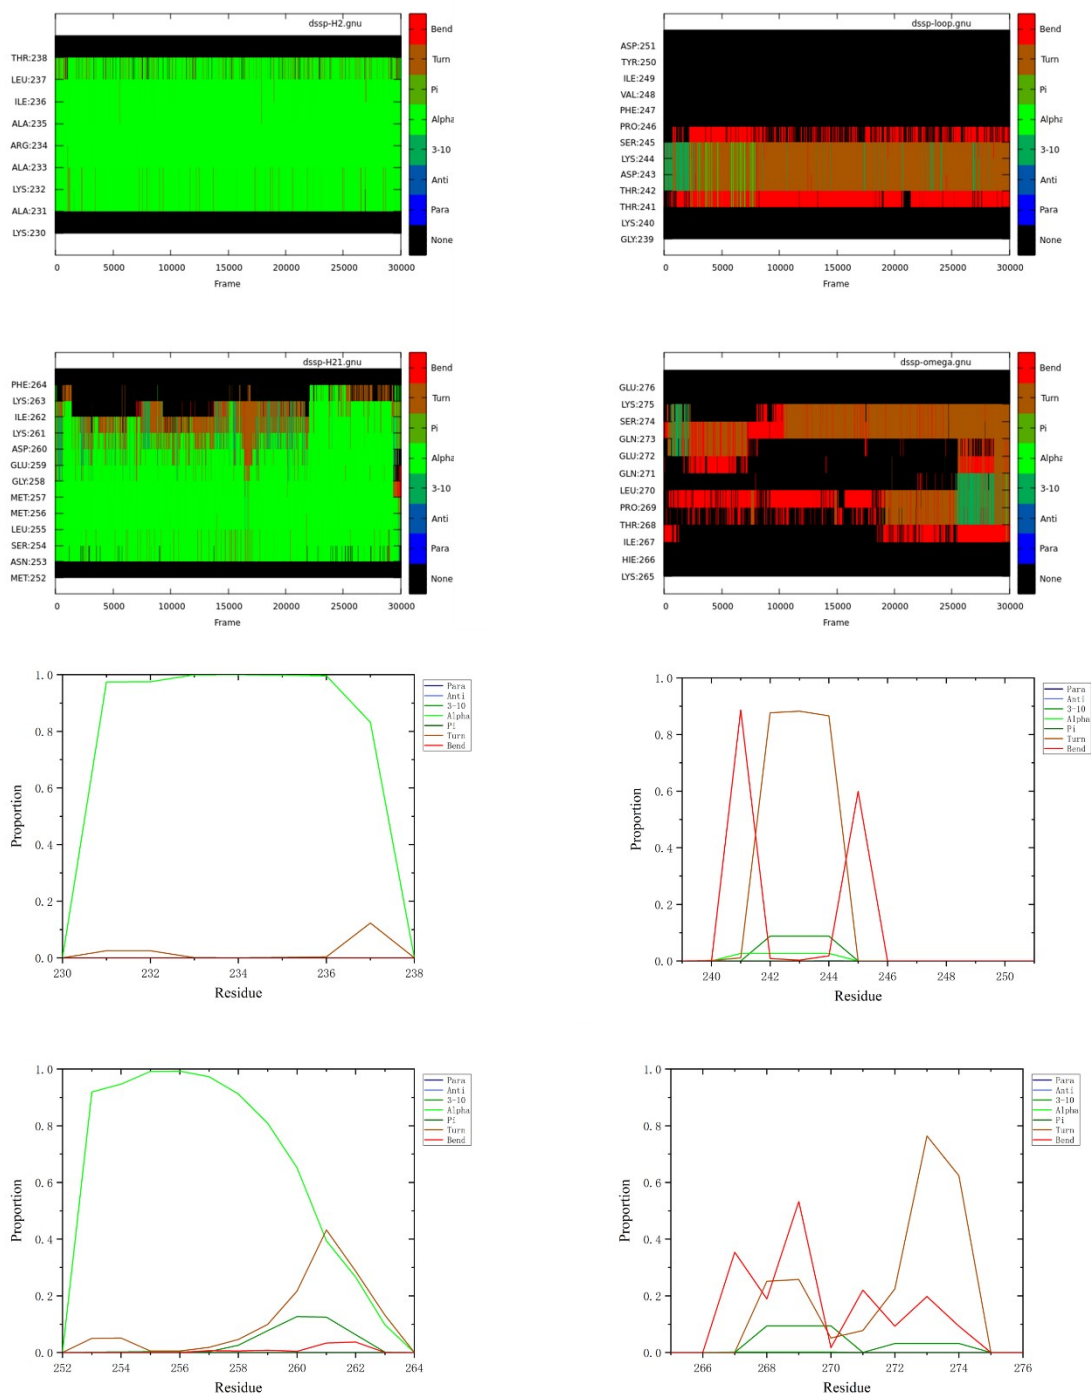 dssp-H2.gnu
THR:238
LEU:237
ILE:236
ALA:235
ARG:234
ALA:233
LYS:232
ALA:231
LYS:230
0 5000 10000 15000 20000 25000 30000
Frame
Bend
Turn
Pi
Alpha
3-10
Anti
Para
None
dssp-loop.gnu
ASP:251
TYR:250
ILE:249
VAL:248
PHE:247
PRO:246
SER:245
LYS:244
ASP:243
THR:242
THR:241
LYS:240
GLY:239
0 5000 10000 15000 20000 25000 30000
Frame
Bend
Turn
Pi
Alpha
3-10
Anti
Para
None
dssp-H21.gnu
PHE:264
LYS:263
ILE:262
LYS:261
ASP:260
GLU:259
GLY:258
MET:257
MET:256
LEU:255
SER:254
ASN:253
MET:252
0 5000 10000 15000 20000 25000 30000
Frame
Bend
Turn
Pi
Alpha
3-10
Anti
Para
None
dssp-omega.gnu
GLU:276
LYS:275
SER:274
GLN:273
GLU:272
GLN:271
LEU:270
PRO:269
THR:268
ILE:267
HIE:266
LYS:265
0 5000 10000 15000 20000 25000 30000
Frame
Bend
Turn
Pi
Alpha
3-10
Anti
Para
None
1.0
0.8
0.6
0.4
0.2
0.0
Proportion
230 232 234 236 238
Residue
Para
Anti
3-10
Alpha
Pi
Turn
Bend
1.0
0.8
0.6
0.4
0.2
0.0
Proportion
240 242 244 246 248 250
Residue
Para
Anti
3-10
Alpha
Pi
Turn
Bend
1.0
0.8
0.6
0.4
0.2
0.0
Proportion
252 254 256 258 260 262 264
Residue
Para
Anti
3-10
Alpha
Pi
Turn
Bend
1.0
0.8
0.6
0.4
0.2
0.0
Proportion
266 268 270 272 274 276
Residue
Para
Anti
3-10
Alpha
Pi
Turn
Bend